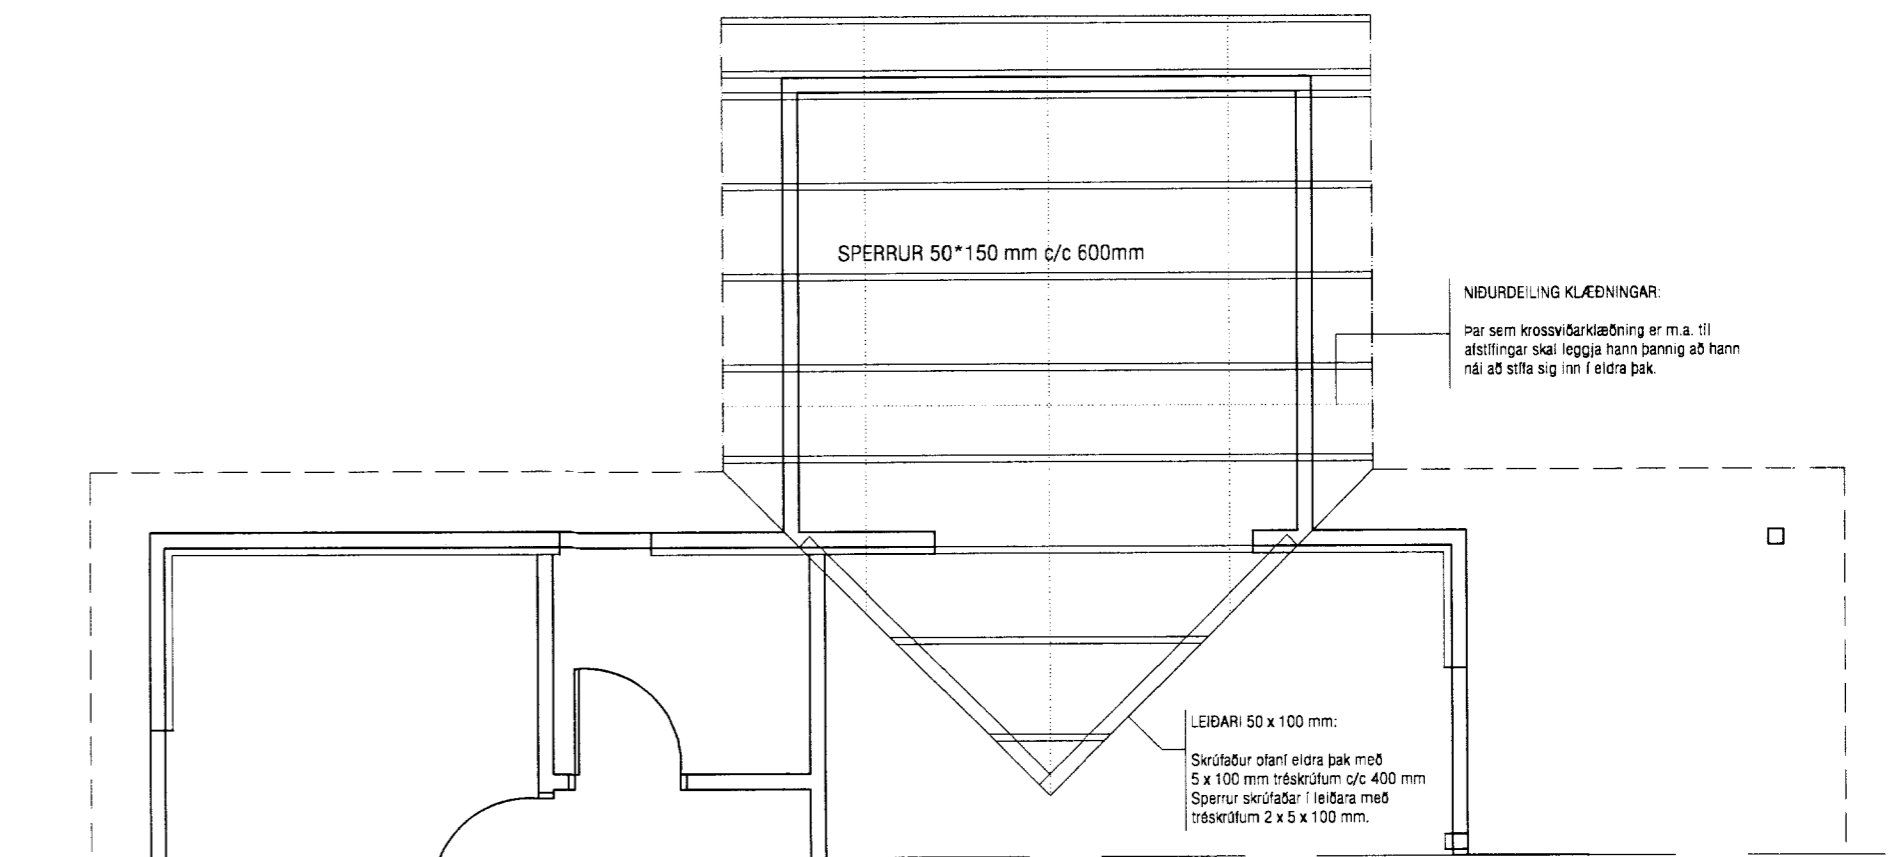 SPERRUR 50*150 mm c/c 600mm
NIÐURDEILING KLÆÐNINGAR:
Þar sem krossviðarklæðning er m.a. til
afstífingar skal leggja hann þannig að hann
nái að stífa sig inn í eldra þak.
LEIÐARI 50 x 100 mm:
Skrúfaður ofaní eldra þak með
5 x 100 mm tréskrúfum c/c 400 mm
Sperrur skrúfaðar í leiðara með
tréskrúfum 2 x 5 x 100 mm.